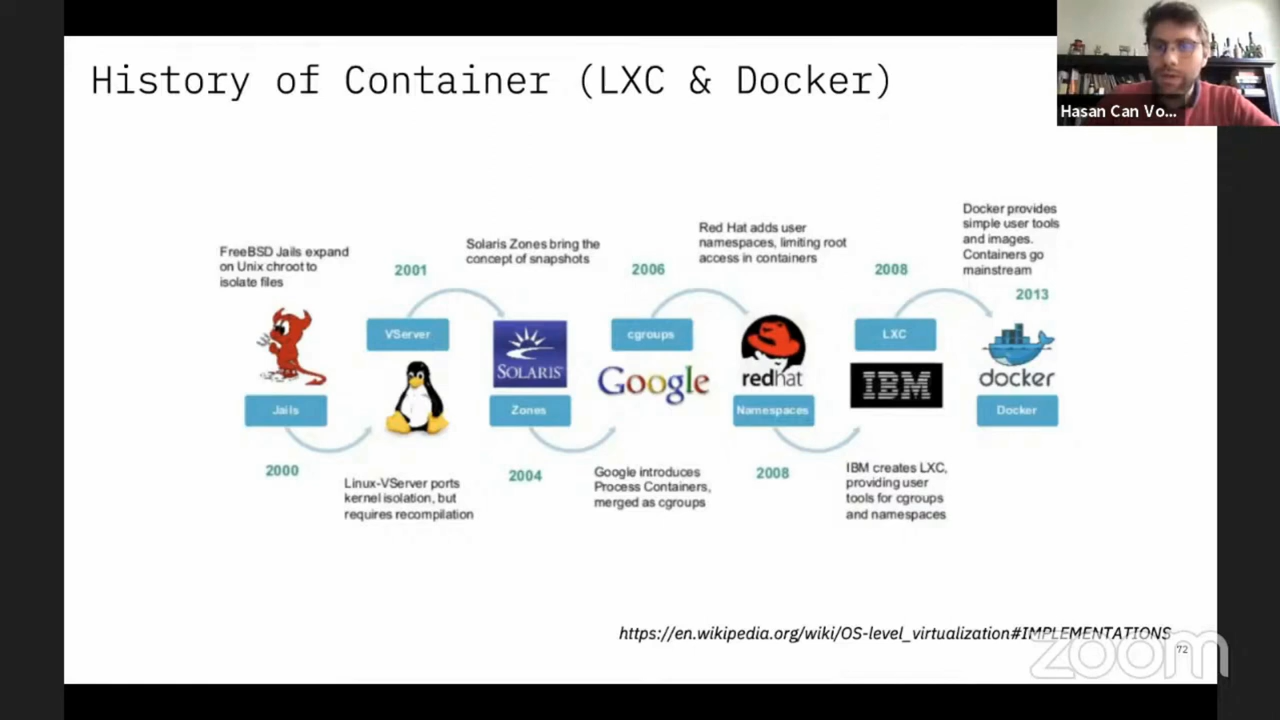 History of Container (LXC & Docker)
Hasan Can Vo...
FreeBSD Jails expand
on Unix chroot to
isolate files
Jails
2000
2001
VServer
Linux-VServer ports
kernel isolation, but
requires recompilation
Solaris Zones bring the
concept of snapshots
SOLARIS
Zones
2004
2006
cgroups
Google
Google introduces
Process Containers,
merged as cgroups
Red Hat adds user
namespaces, limiting root
access in containers
redhat
Namespaces
2008
2008
LXC
IBM
IBM creates LXC,
providing user
tools for cgroups
and namespaces
Docker provides
simple user tools
and images.
Containers go
mainstream
2013
docker
Docker
https://en.wikipedia.org/wiki/OS-level_virtualization#IMPLEMENTATIONS
72
zoom